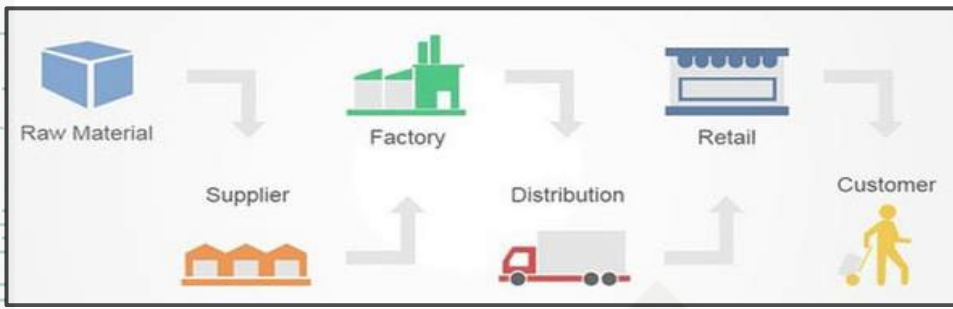 Raw Material
Supplier
Factory
Distribution
Retail
Customer